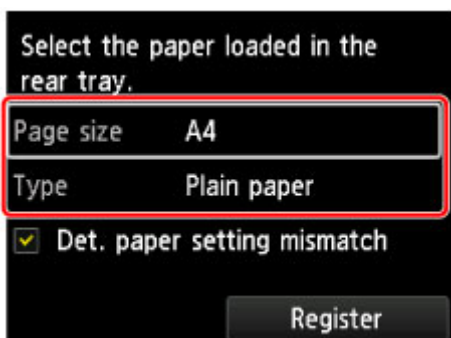 Select the paper loaded in the
rear tray.
Page size A4
Type Plain paper
Det. paper setting mismatch
Register